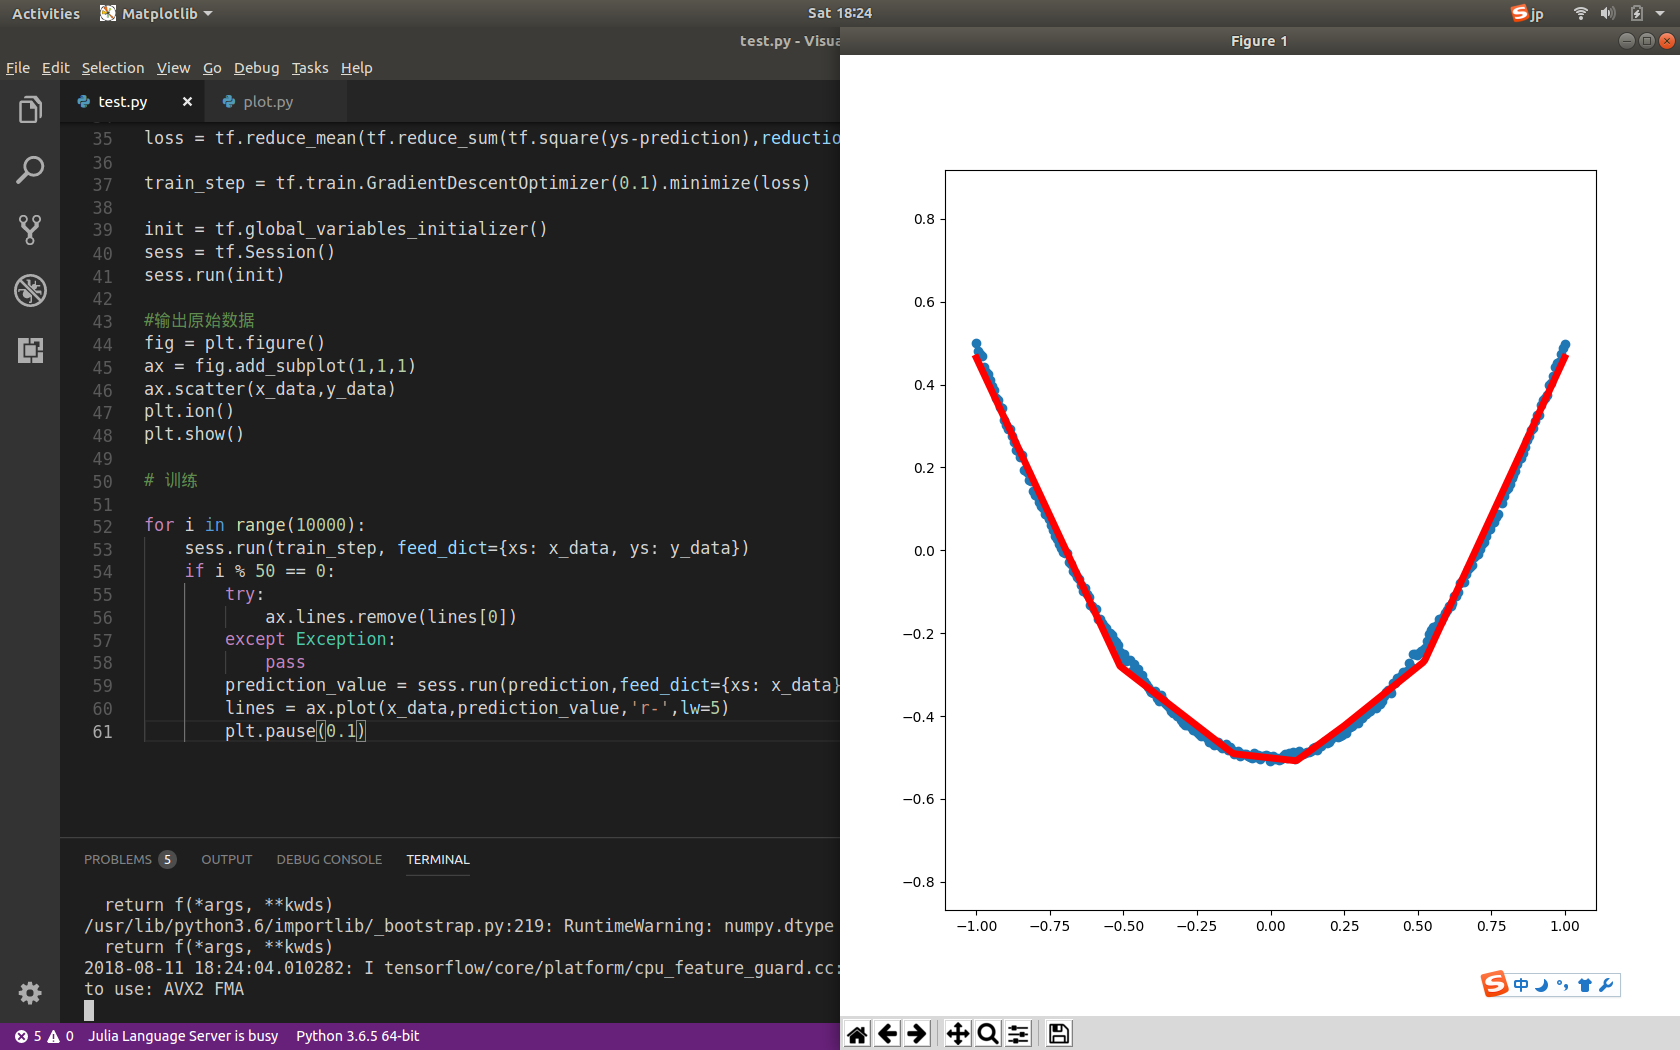 Activities
Matplotlib
Sat 18:24
jp
test.py - Visua
Figure 1
File Edit Selection View Go Debug Tasks Help
test.py
plot.py
35 loss = tf.reduce_mean(tf.reduce_sum(tf.square(ys-prediction),reductio
36
37 train_step = tf.train.GradientDescentOptimizer(0.1).minimize(loss)
38
39 init = tf.global_variables_initializer()
40 sess = tf.Session()
41 sess.run(init)
42
43 #输出原始数据
44 fig = plt.figure()
45 ax = fig.add_subplot(1,1,1)
46 ax.scatter(x_data,y_data)
47 plt.ion()
48 plt.show()
49
50 # 训练
51
52 for i in range(10000):
53 sess.run(train_step, feed_dict={xs: x_data, ys: y_data})
54 if i % 50 == 0:
55 try:
56 ax.lines.remove(lines[0])
57 except Exception:
58 pass
59 prediction_value = sess.run(prediction,feed_dict={xs: x_data}
60 lines = ax.plot(x_data,prediction_value,'r-',lw=5)
61 plt.pause(0.1)
PROBLEMS 5 OUTPUT DEBUG CONSOLE TERMINAL
return f(*args, **kwds)
/usr/lib/python3.6/importlib/_bootstrap.py:219: RuntimeWarning: numpy.dtype
return f(*args, **kwds)
2018-08-11 18:24:04.010282: I tensorflow/core/platform/cpu_feature_guard.cc:
to use: AVX2 FMA
5 0 Julia Language Server is busy Python 3.6.5 64-bit
0.8
0.6
0.4
0.2
0.0
−0.2
−0.4
−0.6
−0.8
−1.00 −0.75 −0.50 −0.25 0.00 0.25 0.50 0.75 1.00
S 中